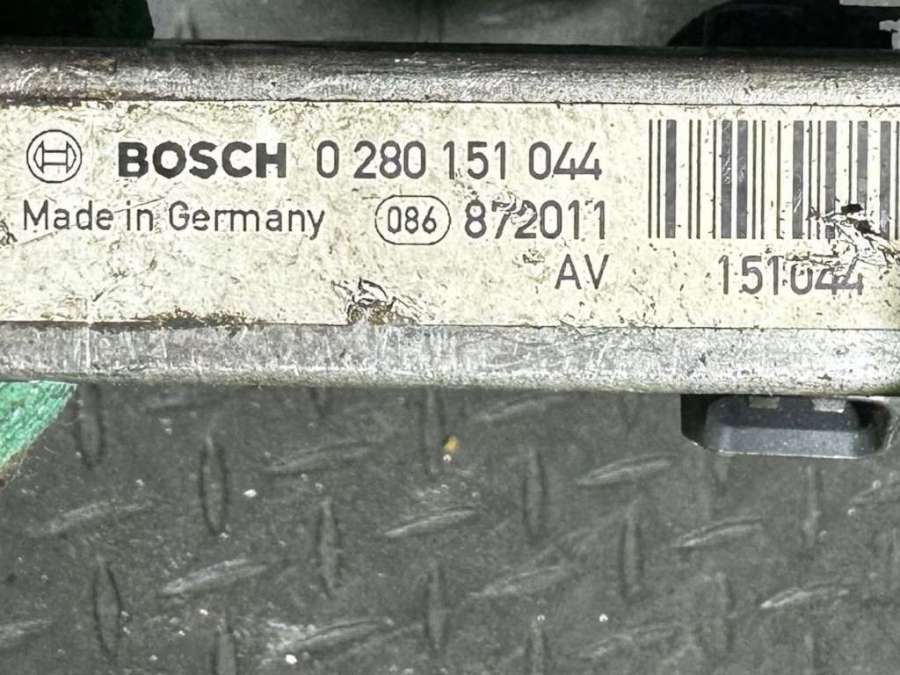 BOSCH 0 280 151 044
Made in Germany 086 872011
AV
151044